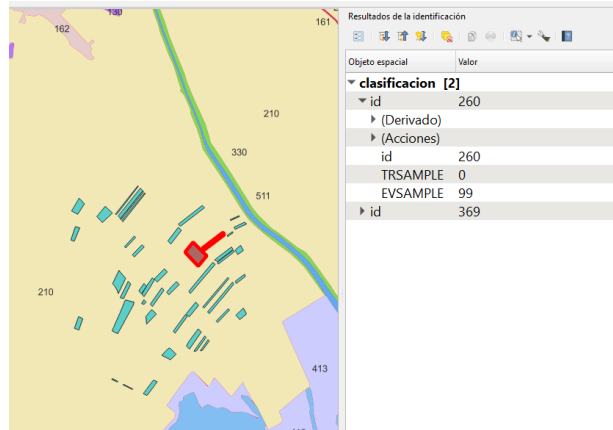 130
162
161
210
330
511
210
413
Resultados de la identificación
Objeto espacial Valor
clasificacion [2]
id 260
(Derivado)
(Acciones)
id 260
TRSAMPLE 0
EVSAMPLE 99
id 369